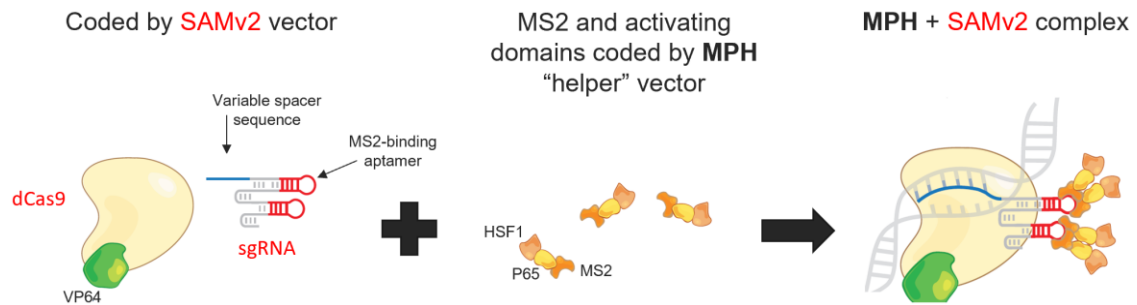 Coded by SAMv2 vector
MS2 and activating
domains coded by MPH
“helper” vector
MPH + SAMv2 complex
Variable spacer
sequence
MS2-binding
aptamer
dCas9
sgRNA
VP64
HSF1
P65
MS2